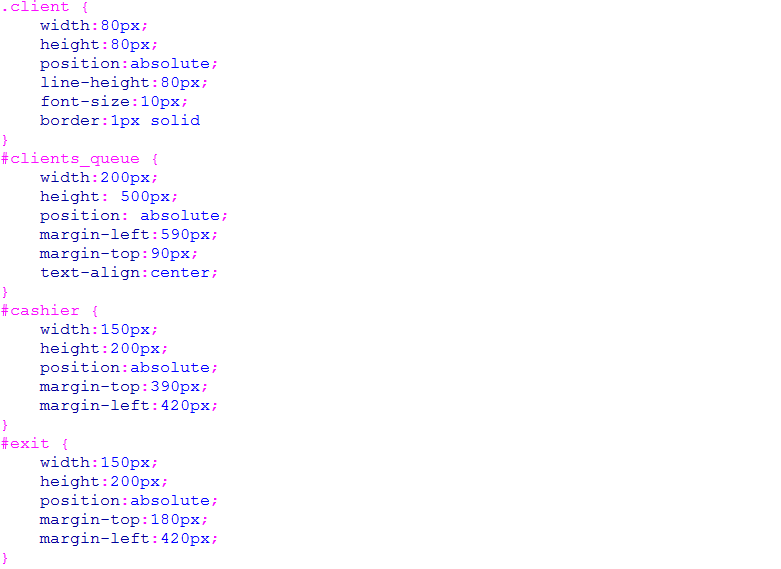 .client {
    width:80px;
    height:80px;
    position:absolute;
    line-height:80px;
    font-size:10px;
    border:1px solid
}
#clients_queue {
    width:200px;
    height: 500px;
    position: absolute;
    margin-left:590px;
    margin-top:90px;
    text-align:center;
}
#cashier {
    width:150px;
    height:200px;
    position:absolute;
    margin-top:390px;
    margin-left:420px;
}
#exit {
    width:150px;
    height:200px;
    position:absolute;
    margin-top:180px;
    margin-left:420px;
}